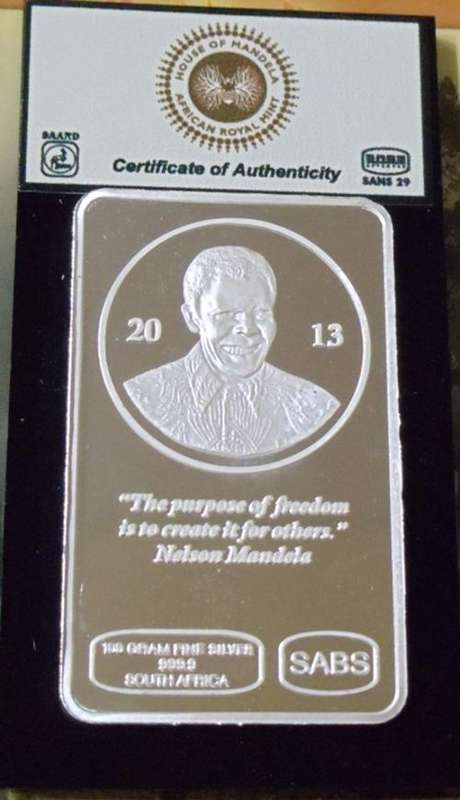 HOUSE OF MANDELA
AFRICAN ROYAL MINT
SAAND
SANS 29
Certificate of Authenticity
20 13
“The purpose of freedom
is to create it for others.”
Nelson Mandela
100 GRAM FINE SILVER
999.9
SOUTH AFRICA
SABS